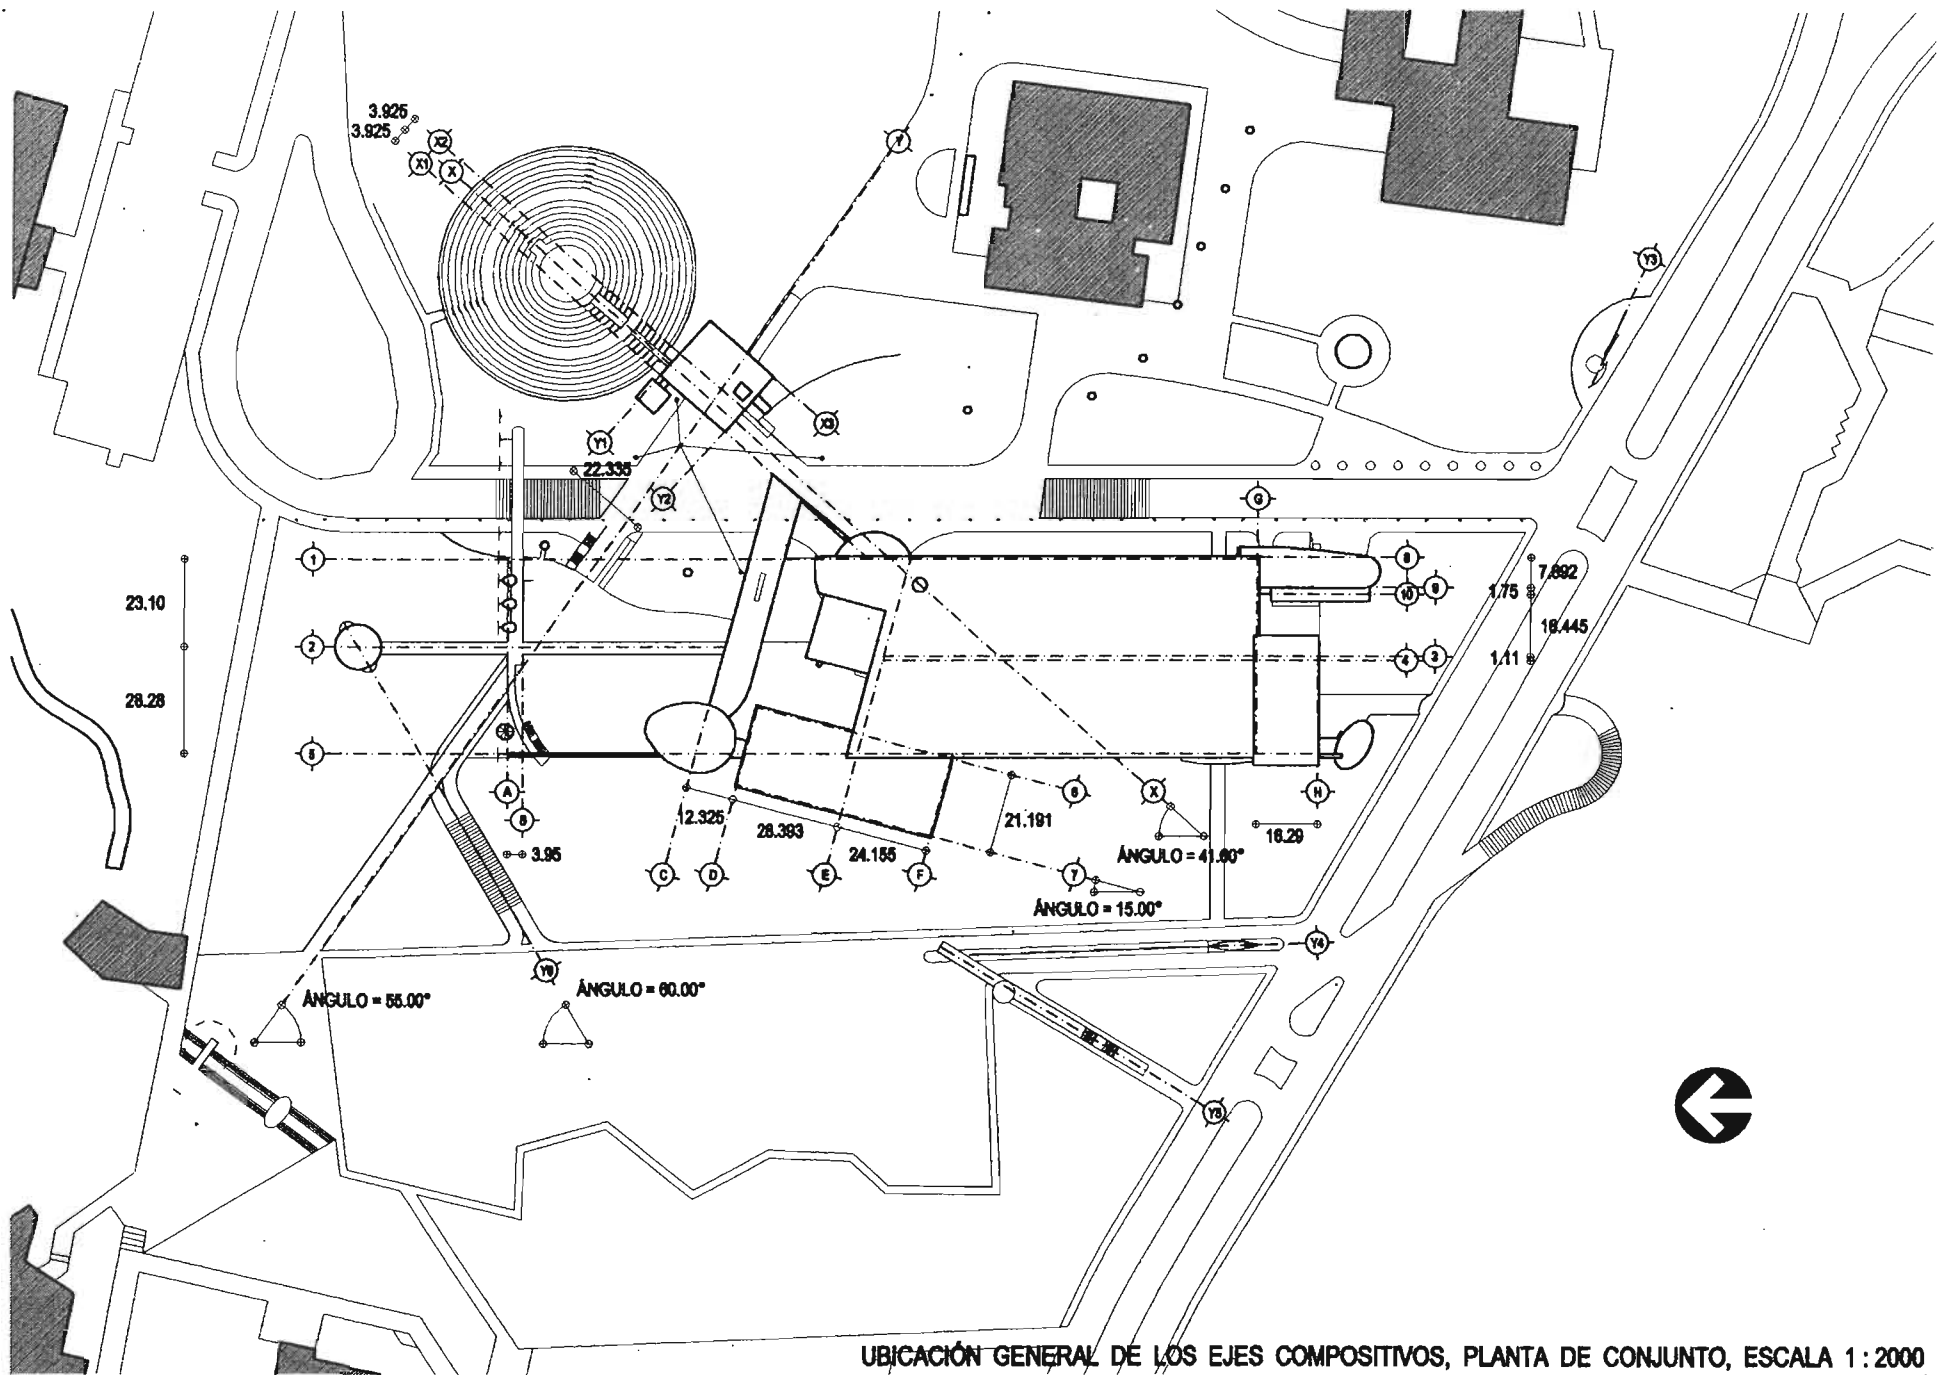 3.925
3.925
X2
X1
X
Y
Y3
X3
Y1
22.335
Y2
G
1
8
7.892
23.10
10
9
1.75
18.445
2
4
3
1.11
28.28
5
A
6
X
H
B
12.325
28.393
21.191
16.29
3.95
24.155
ÁNGULO = 41.60°
C
D
E
F
7
ÁNGULO = 15.00°
Y4
Y6
ÁNGULO = 55.00°
ÁNGULO = 60.00°
Y5
UBICACIÓN GENERAL DE LOS EJES COMPOSITIVOS, PLANTA DE CONJUNTO, ESCALA 1 : 2000